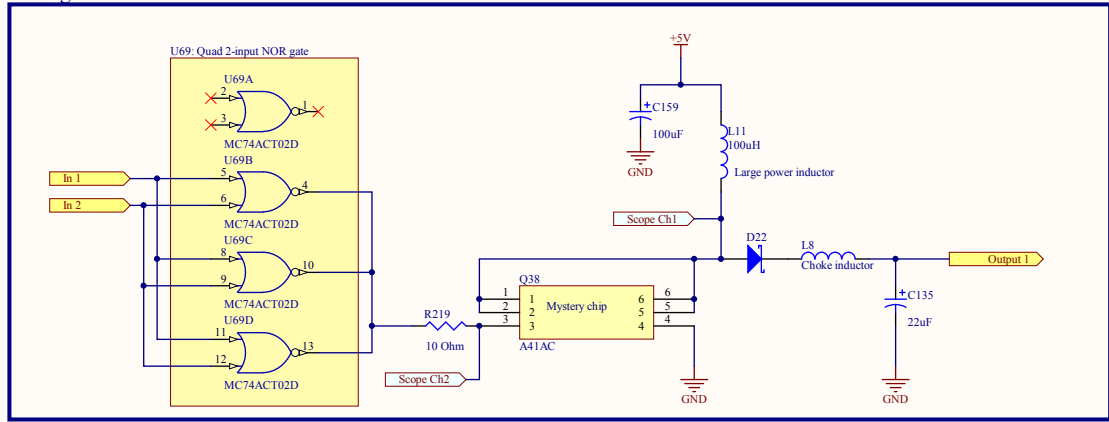 U69: Quad 2-input NOR gate
U69A
2
3
1
MC74ACT02D
U69B
5
6
4
MC74ACT02D
U69C
8
9
10
MC74ACT02D
U69D
11
12
13
MC74ACT02D
In 1
In 2
R219
10 Ohm
Scope Ch2
Q38
1
2
3
1
2
3
Mystery chip
6
5
4
6
5
4
A41AC
GND
+5V
+
C159
100uF
GND
L11
100uH
Large power inductor
Scope Ch1
D22
L8
Choke inductor
Output 1
+
C135
22uF
GND